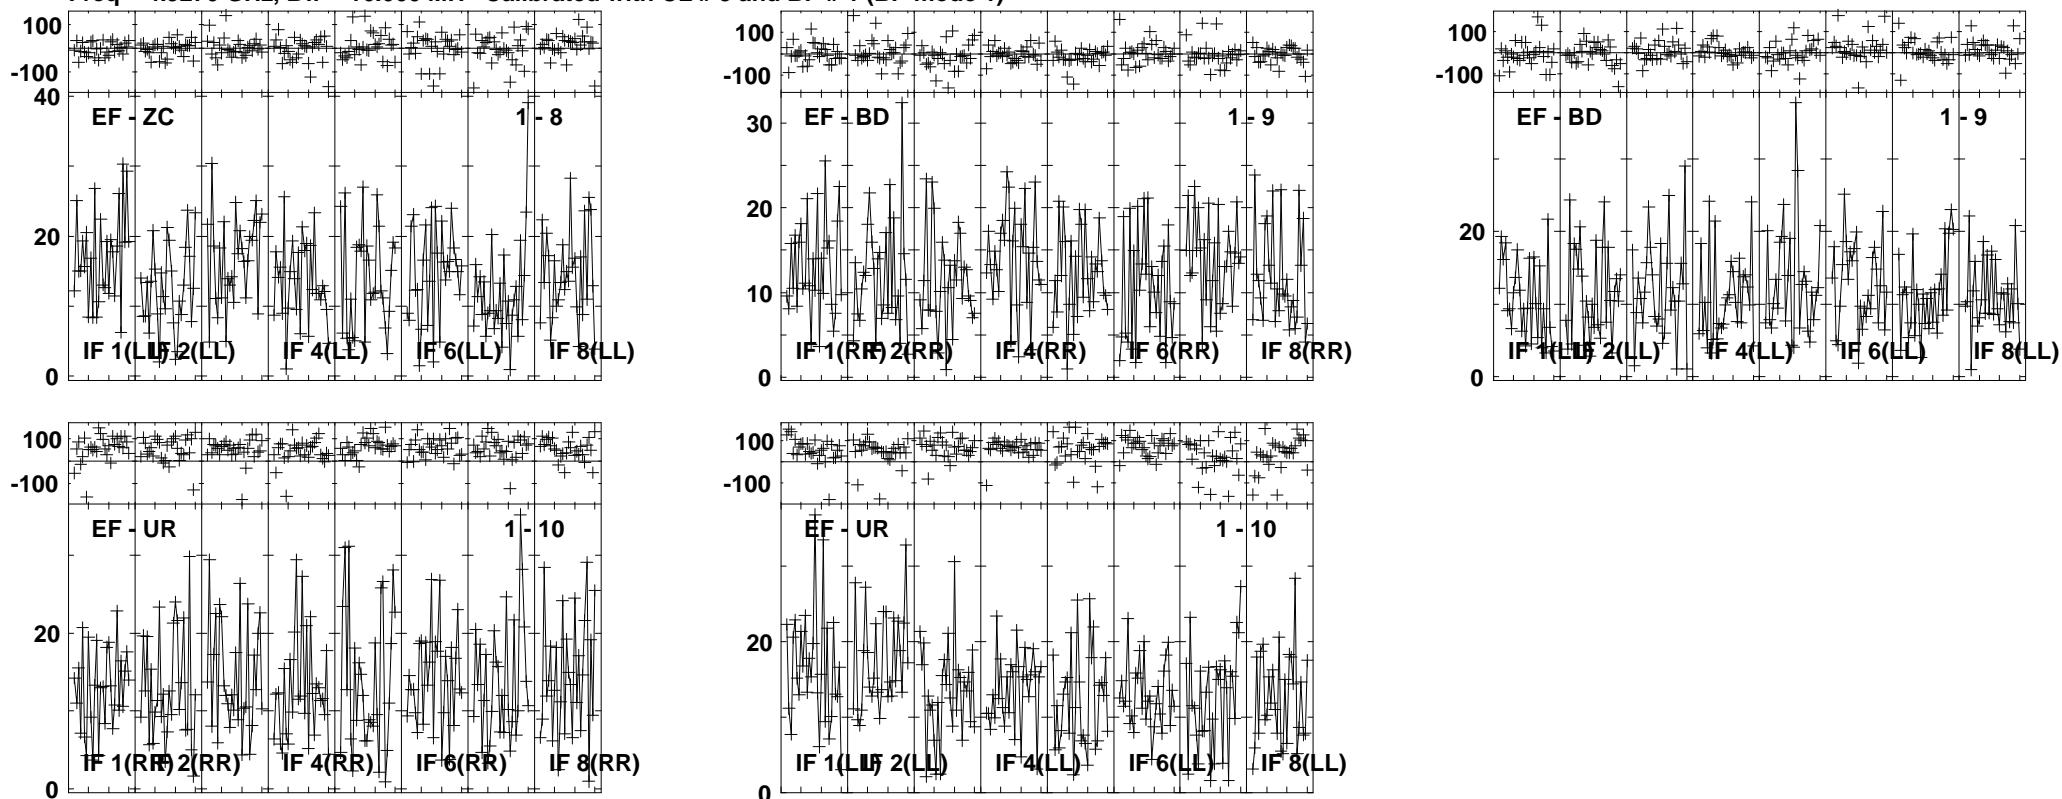 100
-100
40
EF - ZC
1 - 8
20
IF 1(LL)
IF 2(LL)
IF 4(LL)
IF 6(LL)
IF 8(LL)
0
100
-100
30
EF - BD
1 - 9
20
10
IF 1(RR)
IF 2(RR)
IF 4(RR)
IF 6(RR)
IF 8(RR)
0
100
-100
EF - BD
1 - 9
20
IF 1(LL)
IF 2(LL)
IF 4(LL)
IF 6(LL)
IF 8(LL)
0
100
-100
EF - UR
1 - 10
20
IF 1(RR)
IF 2(RR)
IF 4(RR)
IF 6(RR)
IF 8(RR)
0
100
-100
EF - UR
1 - 10
20
IF 1(LL)
IF 2(LL)
IF 4(LL)
IF 6(LL)
IF 8(LL)
0